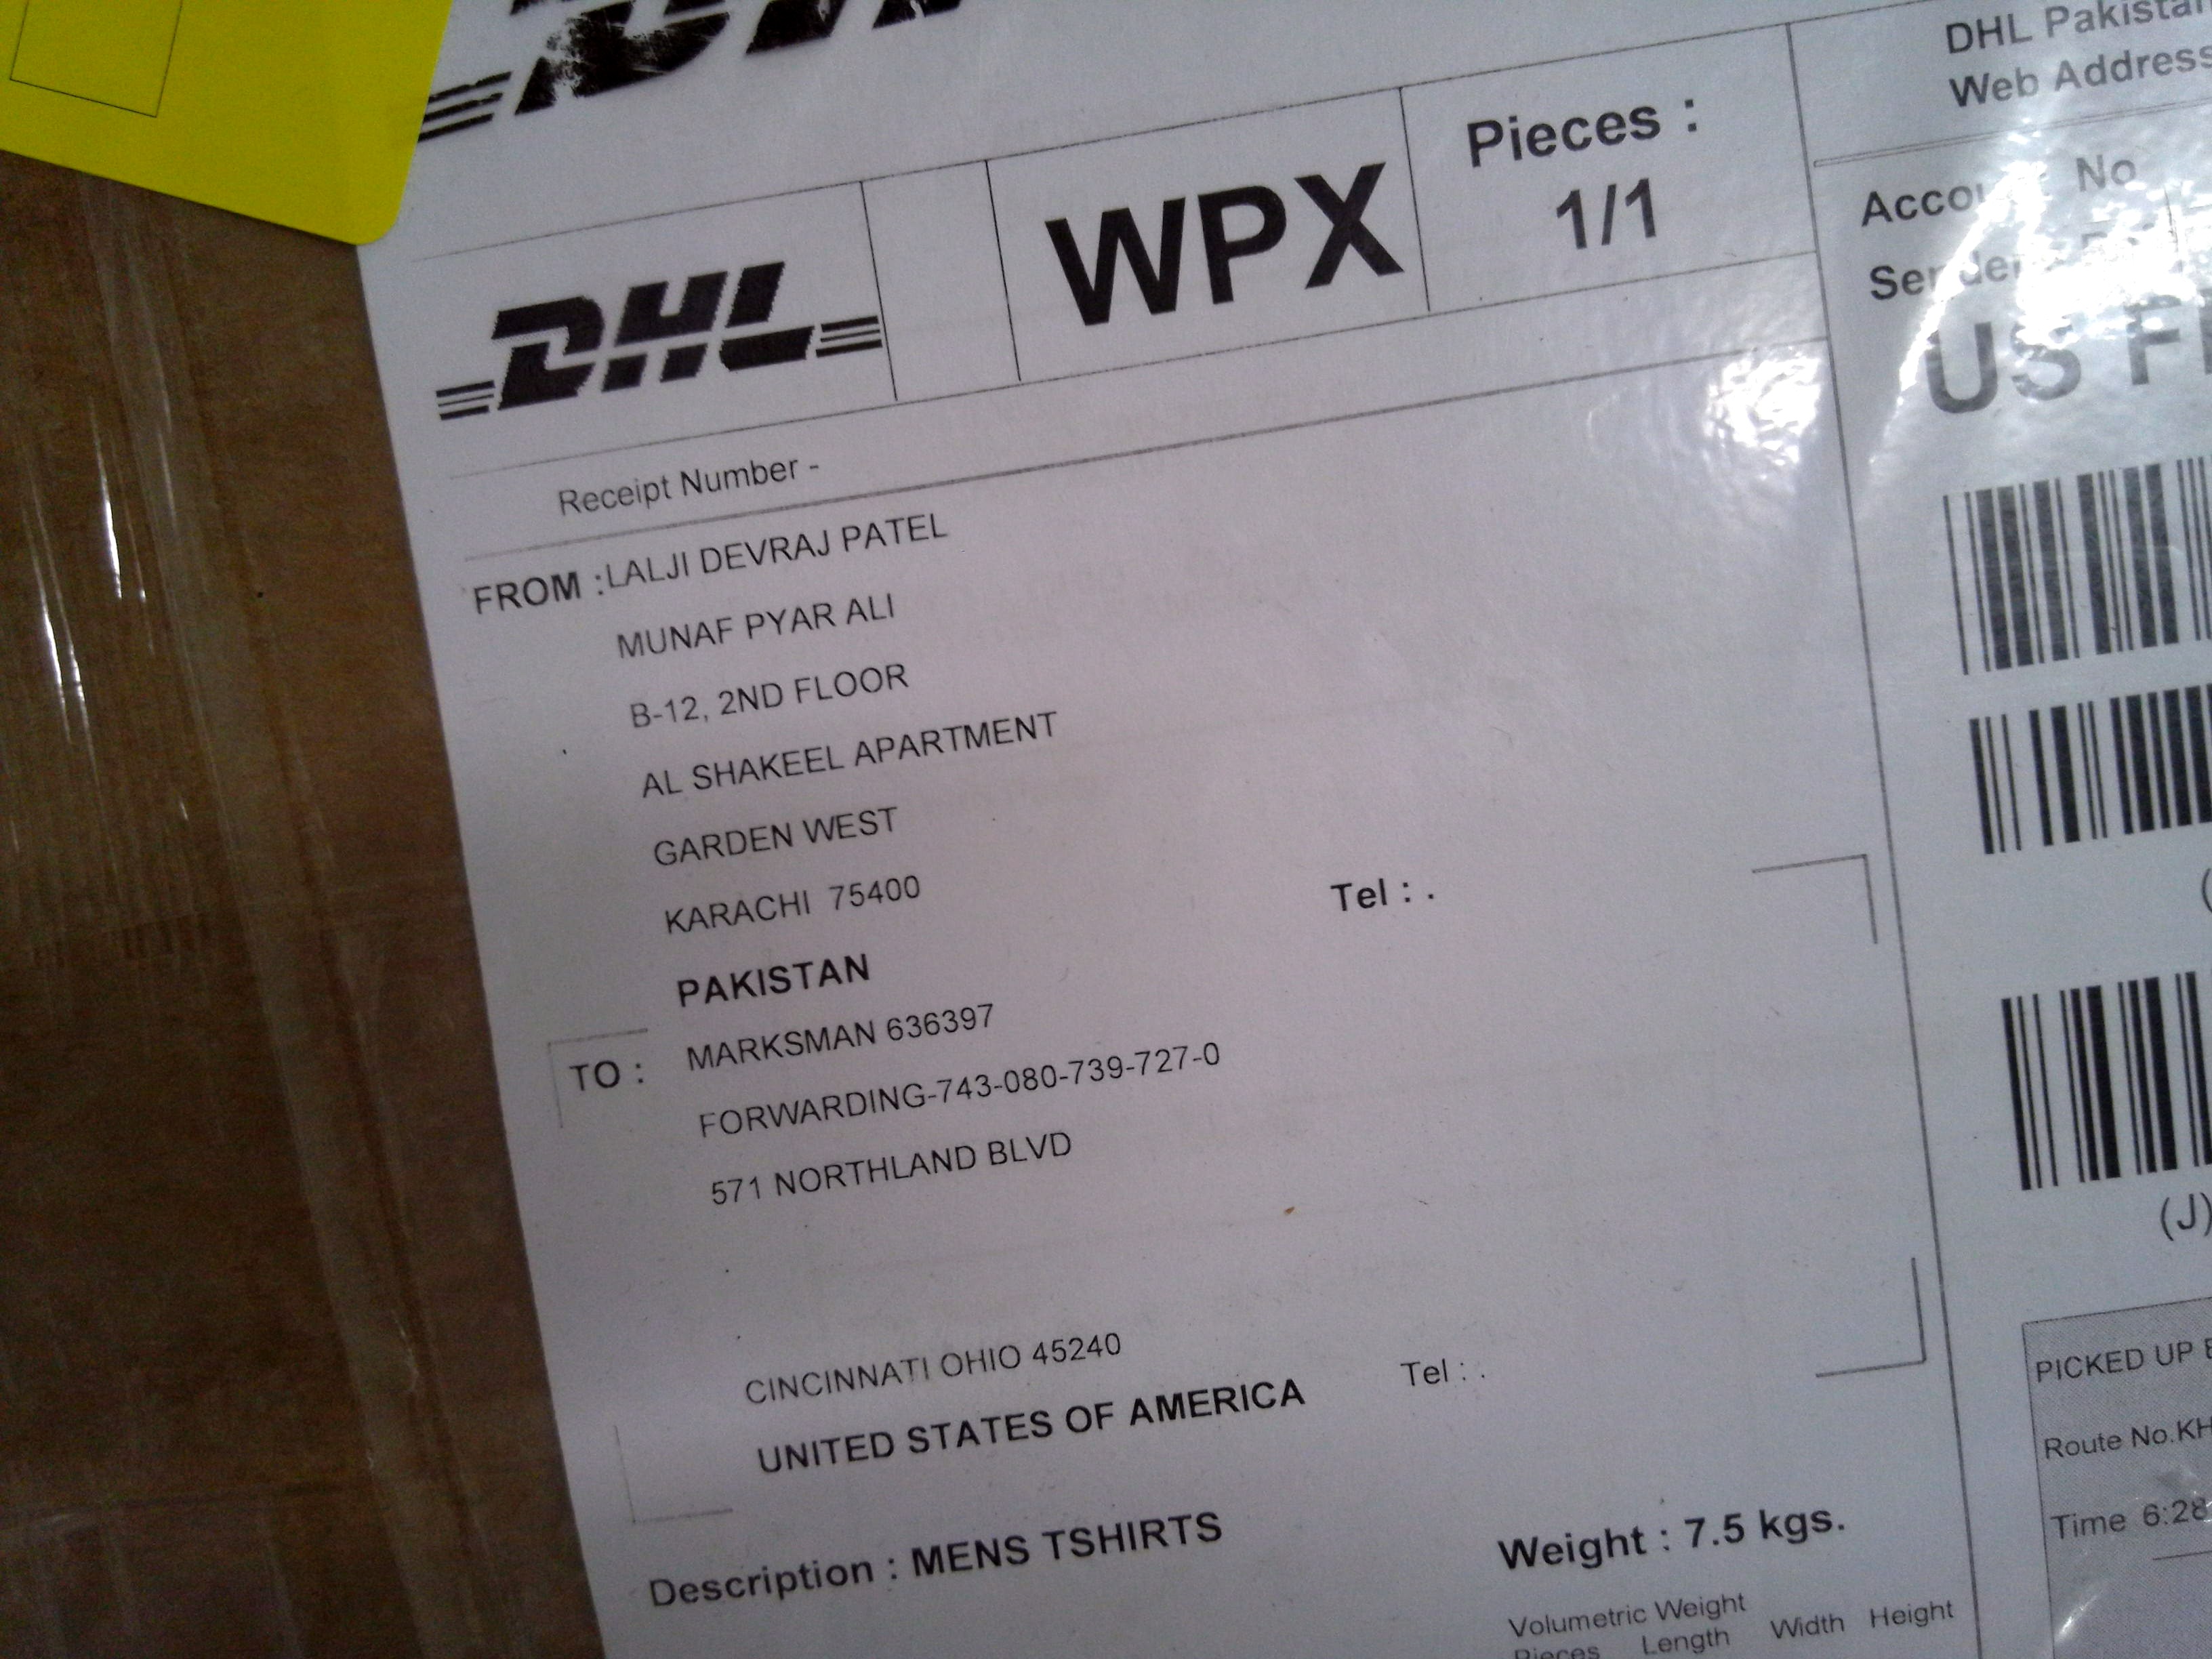 DHL
WPX
Pieces :
1/1
Receipt Number -
FROM :LALJI DEVRAJ PATEL
MUNAF PYAR ALI
B-12, 2ND FLOOR
AL SHAKEEL APARTMENT
GARDEN WEST
KARACHI 75400
Tel : .
PAKISTAN
TO : MARKSMAN 636397
FORWARDING-743-080-739-727-0
571 NORTHLAND BLVD
CINCINNATI OHIO 45240
Tel : .
UNITED STATES OF AMERICA
Description : MENS TSHIRTS
Weight : 7.5 kgs.
Volumetric Weight
Pieces Length Width Height
DHL Pakistan
Web Address
No
US
(J)
PICKED UP
Route No.KH
Time 6:28